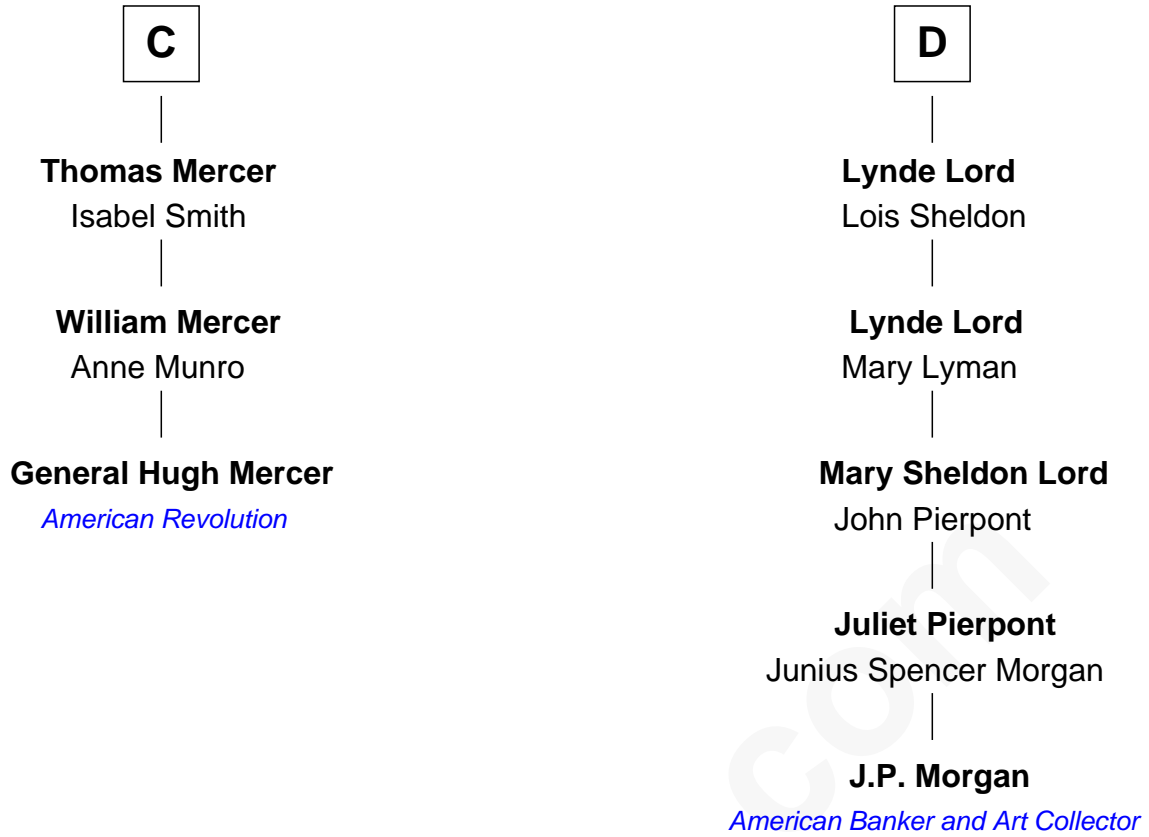 C
Thomas Mercer
Isabel Smith
William Mercer
Anne Munro
General Hugh Mercer
American Revolution
D
Lynde Lord
Lois Sheldon
Lynde Lord
Mary Lyman
Mary Sheldon Lord
John Pierpont
Juliet Pierpont
Junius Spencer Morgan
J.P. Morgan
American Banker and Art Collector
com